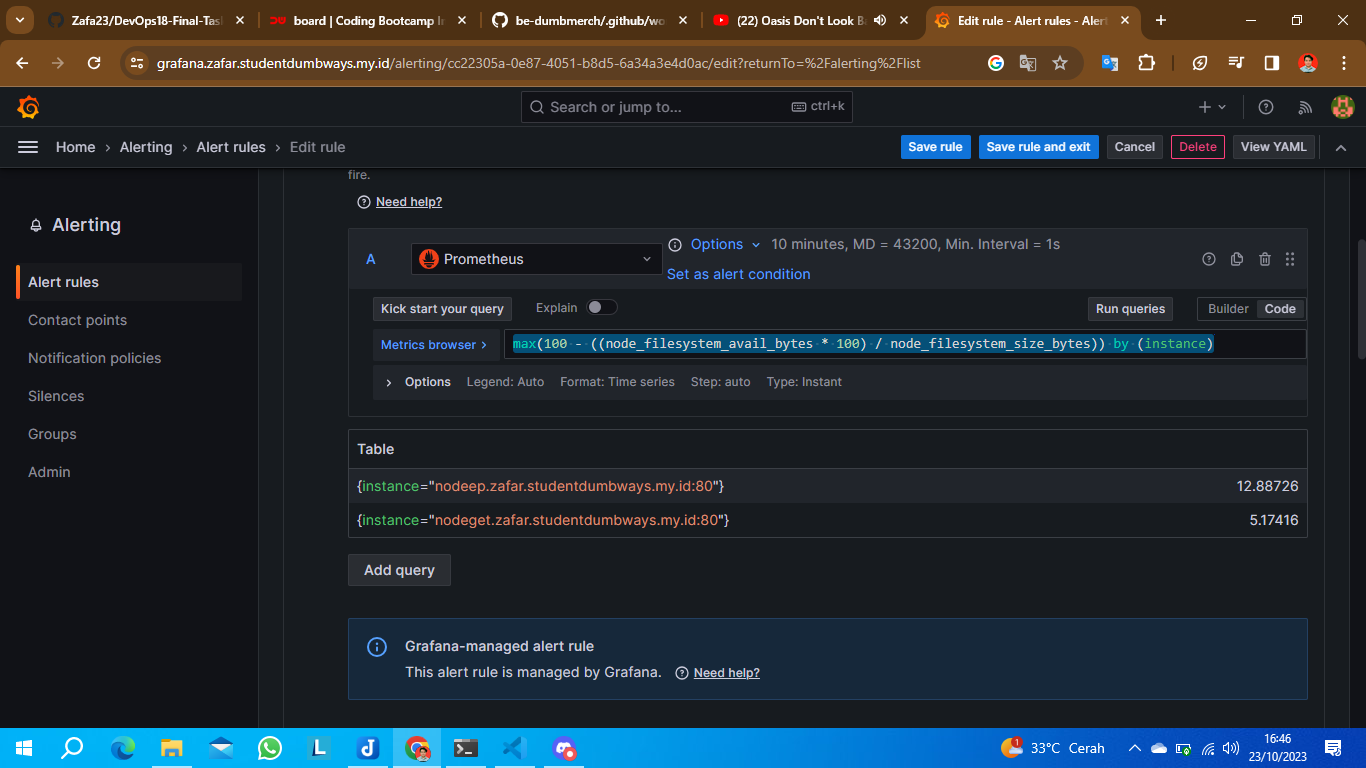 Zafa23/DevOps18-Final-Tas
board | Coding Bootcamp In
be-dumbmerch/.github/wo
(22) Oasis Don't Look B
Edit rule - Alert rules - Alert
grafana.zafar.studentdumbways.my.id/alerting/cc22305a-0e87-4051-b8d5-6a34a3e4d0ac/edit?returnTo=%2Falerting%2Flist
Search or jump to...
ctrl+k
Home › Alerting › Alert rules › Edit rule
Save rule
Save rule and exit
Cancel
Delete
View YAML
Alerting
Alert rules
Contact points
Notification policies
Silences
Groups
Admin
fire.
Need help?
A
Prometheus
Options
10 minutes, MD = 43200, Min. Interval = 1s
Set as alert condition
Kick start your query
Explain
Run queries
Builder
Code
Metrics browser >
max(100 - ((node_filesystem_avail_bytes * 100) / node_filesystem_size_bytes)) by (instance)
Options Legend: Auto Format: Time series Step: auto Type: Instant
Table
{instance="nodeep.zafar.studentdumbways.my.id:80"} 12.88726
{instance="nodeget.zafar.studentdumbways.my.id:80"} 5.17416
Add query
Grafana-managed alert rule
This alert rule is managed by Grafana. Need help?
1
33°C Cerah
16:46
23/10/2023